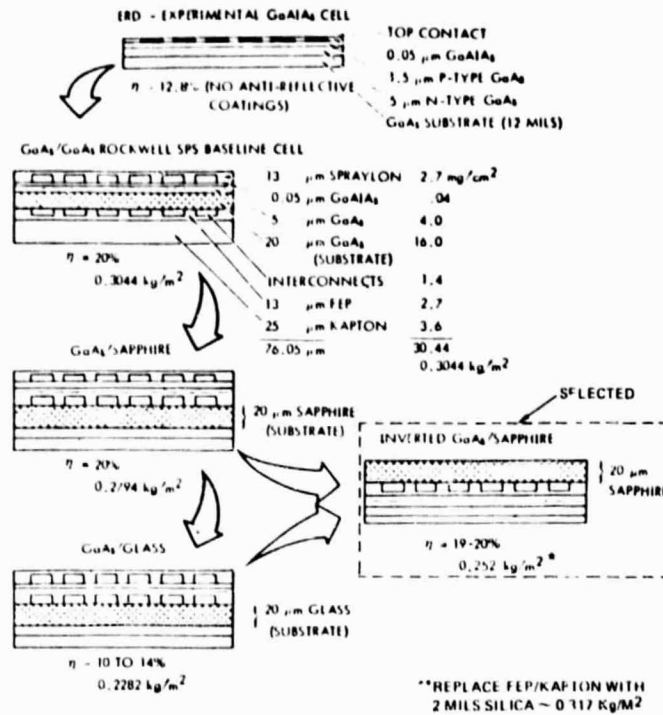 ERD - EXPERIMENTAL GaAlAs CELL
TOP CONTACT
0.05 µm GaAlAs
1.5 µm P-TYPE GaAs
5 µm N-TYPE GaAs
GaAs SUBSTRATE (12 MILS)
η - 12.8% (NO ANTI-REFLECTIVE
COATINGS)
GaAs/GaAs ROCKWELL SPS BASELINE CELL
13 µm SPRAYLON 2.7 mg/cm²
0.05 µm GaAlAs .04
5 µm GaAs 4.0
20 µm GaAs 16.0
(SUBSTRATE)
INTERCONNECTS 1.4
13 µm FEP 2.7
25 µm KAPTON 3.6
76.05 µm 30.44
0.3044 kg/m²
η = 20%
0.3044 kg/m²
GaAs/SAPPHIRE
20 µm SAPPHIRE
(SUBSTRATE)
η = 20%
0.2794 kg/m²
SELECTED
INVERTED GaAs/SAPPHIRE
20 µm
SAPPHIRE
η = 19-20%
0.252 kg/m² *
GaAs/GLASS
20 µm GLASS
(SUBSTRATE)
η - 10 TO 14%
0.2282 kg/m²
**REPLACE FEP/KAPTON WITH
2 MILS SILICA ~ 0.317 Kg/M²